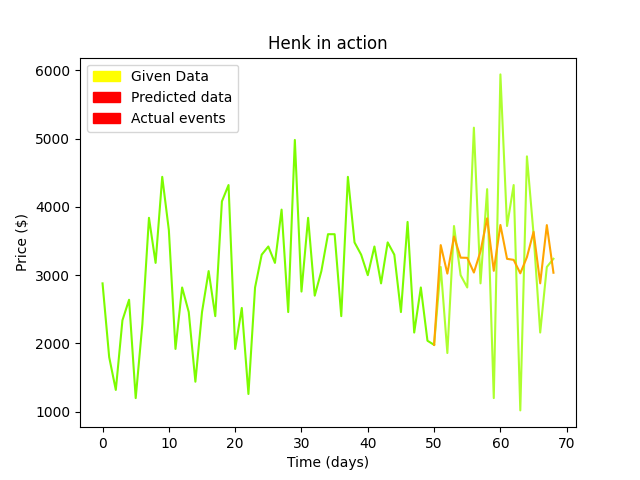 Henk in action
Given Data
Predicted data
Actual events
6000
5000
4000
3000
2000
1000
Price ($)
0 10 20 30 40 50 60 70
Time (days)